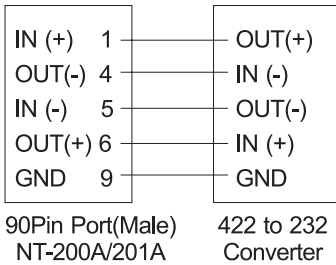 IN (+) 1 OUT(+)
OUT(-) 4 IN (-)
IN (-) 5 OUT(-)
OUT(+) 6 IN (+)
GND 9 GND
90Pin Port(Male) 422 to 232
NT-200A/201A Converter